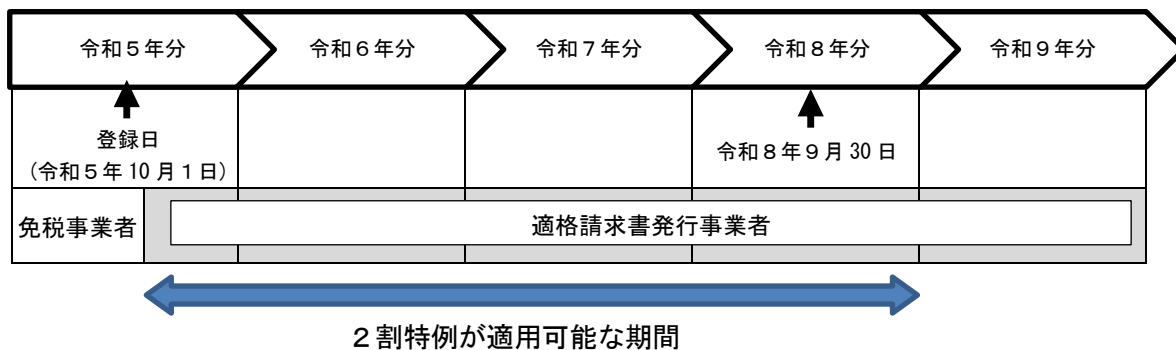 令和５年分
令和６年分
令和７年分
令和８年分
令和９年分
登録日
（令和５年10月１日）
令和８年９月30日
免税事業者
適格請求書発行事業者
２割特例が適用可能な期間